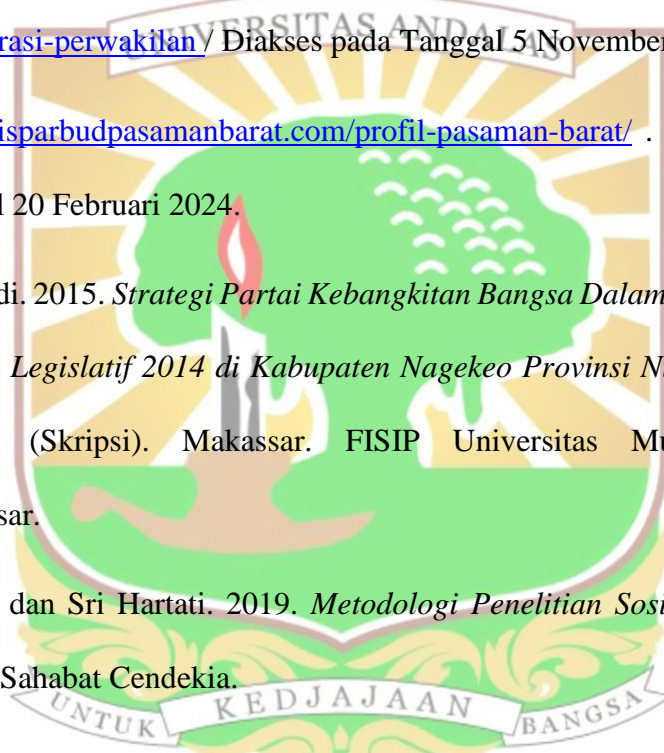 UNIVERSITAS ANDALAS
rasi-perwakilan / Diakses pada Tanggal 5 November
isparbudpasamanbarat.com/profil-pasaman-barat/ .
l 20 Februari 2024.
di. 2015. Strategi Partai Kebangkitan Bangsa Dalam
Legislatif 2014 di Kabupaten Nagekeo Provinsi N
(Skripsi). Makassar. FISIP Universitas Mu
sar.
dan Sri Hartati. 2019. Metodologi Penelitian Sosi
Sahabat Cendekia.
UNTUK KEDJAJAAN BANGSA